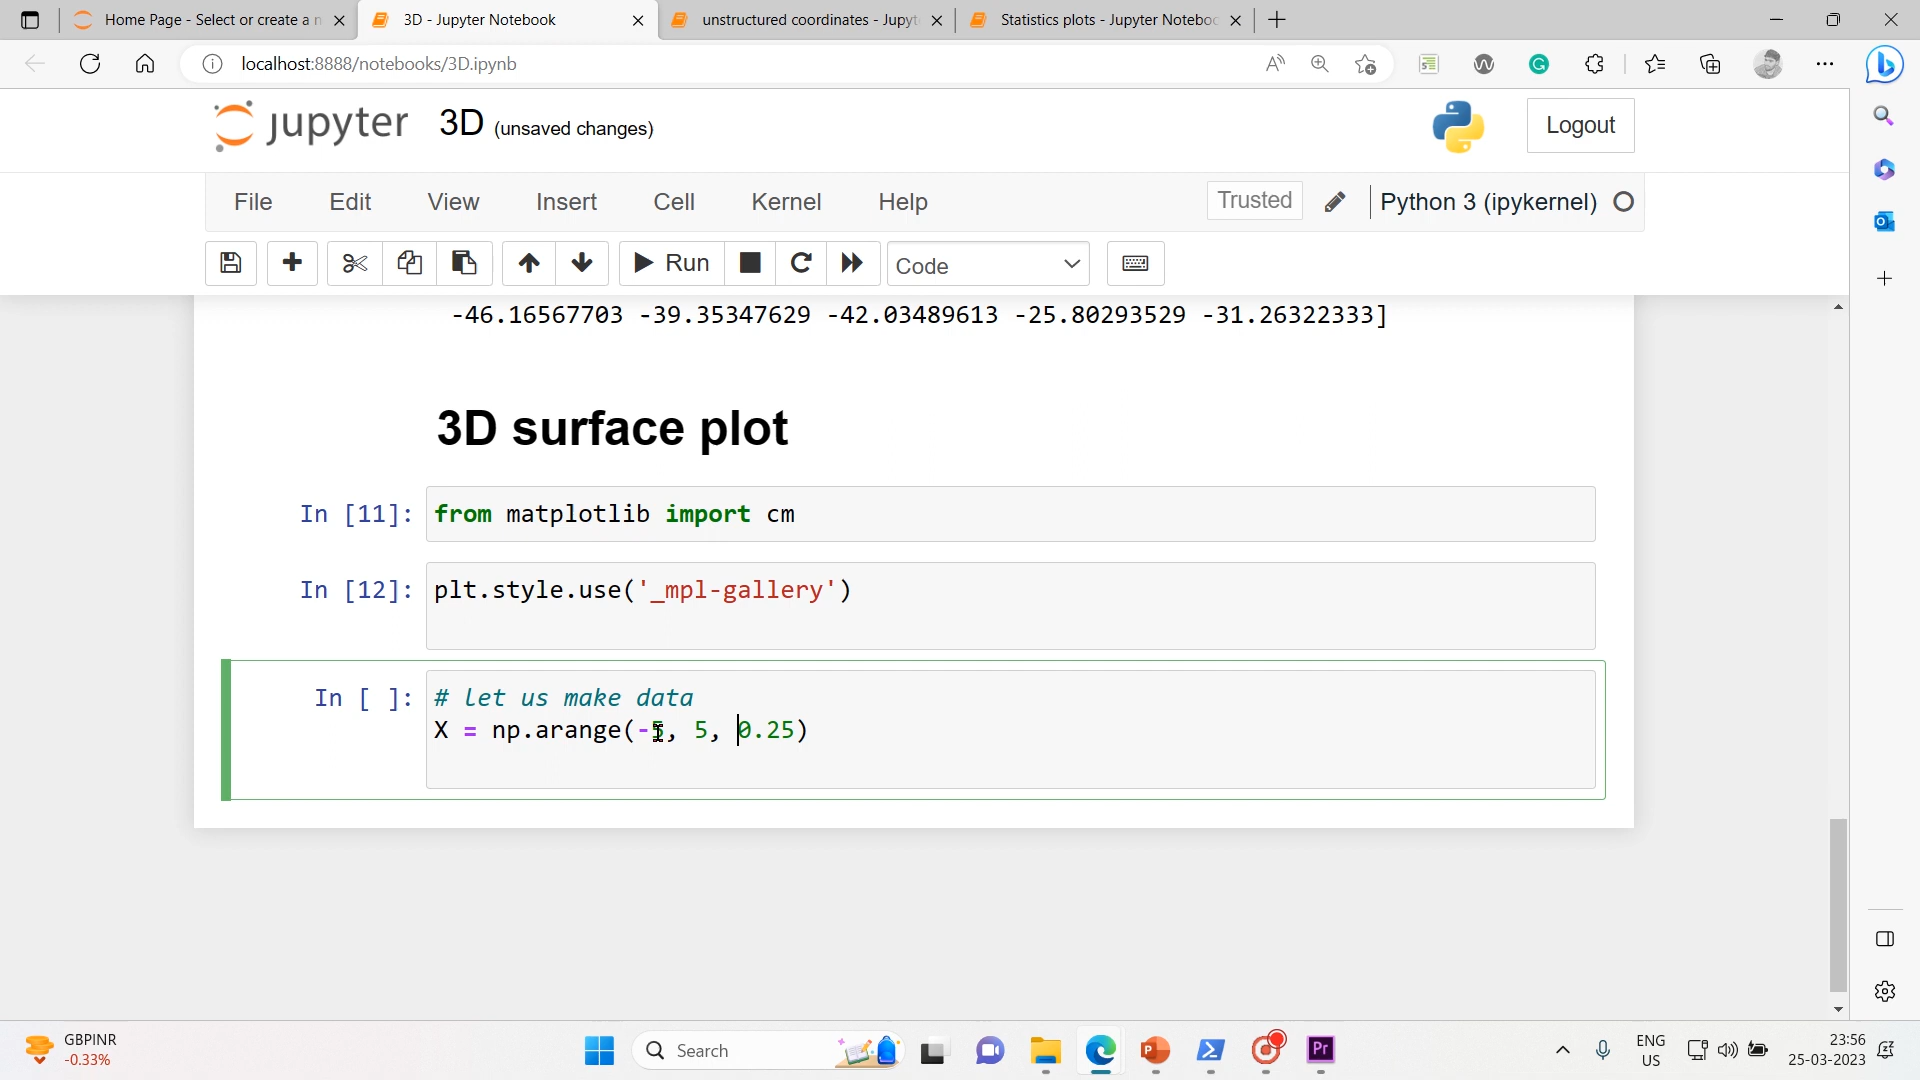 Home Page - Select or create a n
3D - Jupyter Notebook
unstructured coordinates - Jupyt
Statistics plots - Jupyter Noteboo
localhost:8888/notebooks/3D.ipynb
jupyter 3D (unsaved changes)
Logout
File Edit View Insert Cell Kernel Help
Trusted
Python 3 (ipykernel)
Run
Code
-46.16567703 -39.35347629 -42.03489613 -25.80293529 -31.26322333]
3D surface plot
In [11]: from matplotlib import cm
In [12]: plt.style.use('_mpl-gallery')
In [ ]: # let us make data
X = np.arange(-5, 5, 0.25)
GBPINR
-0.33%
Search
Pr
ENG
US
23:56
25-03-2023